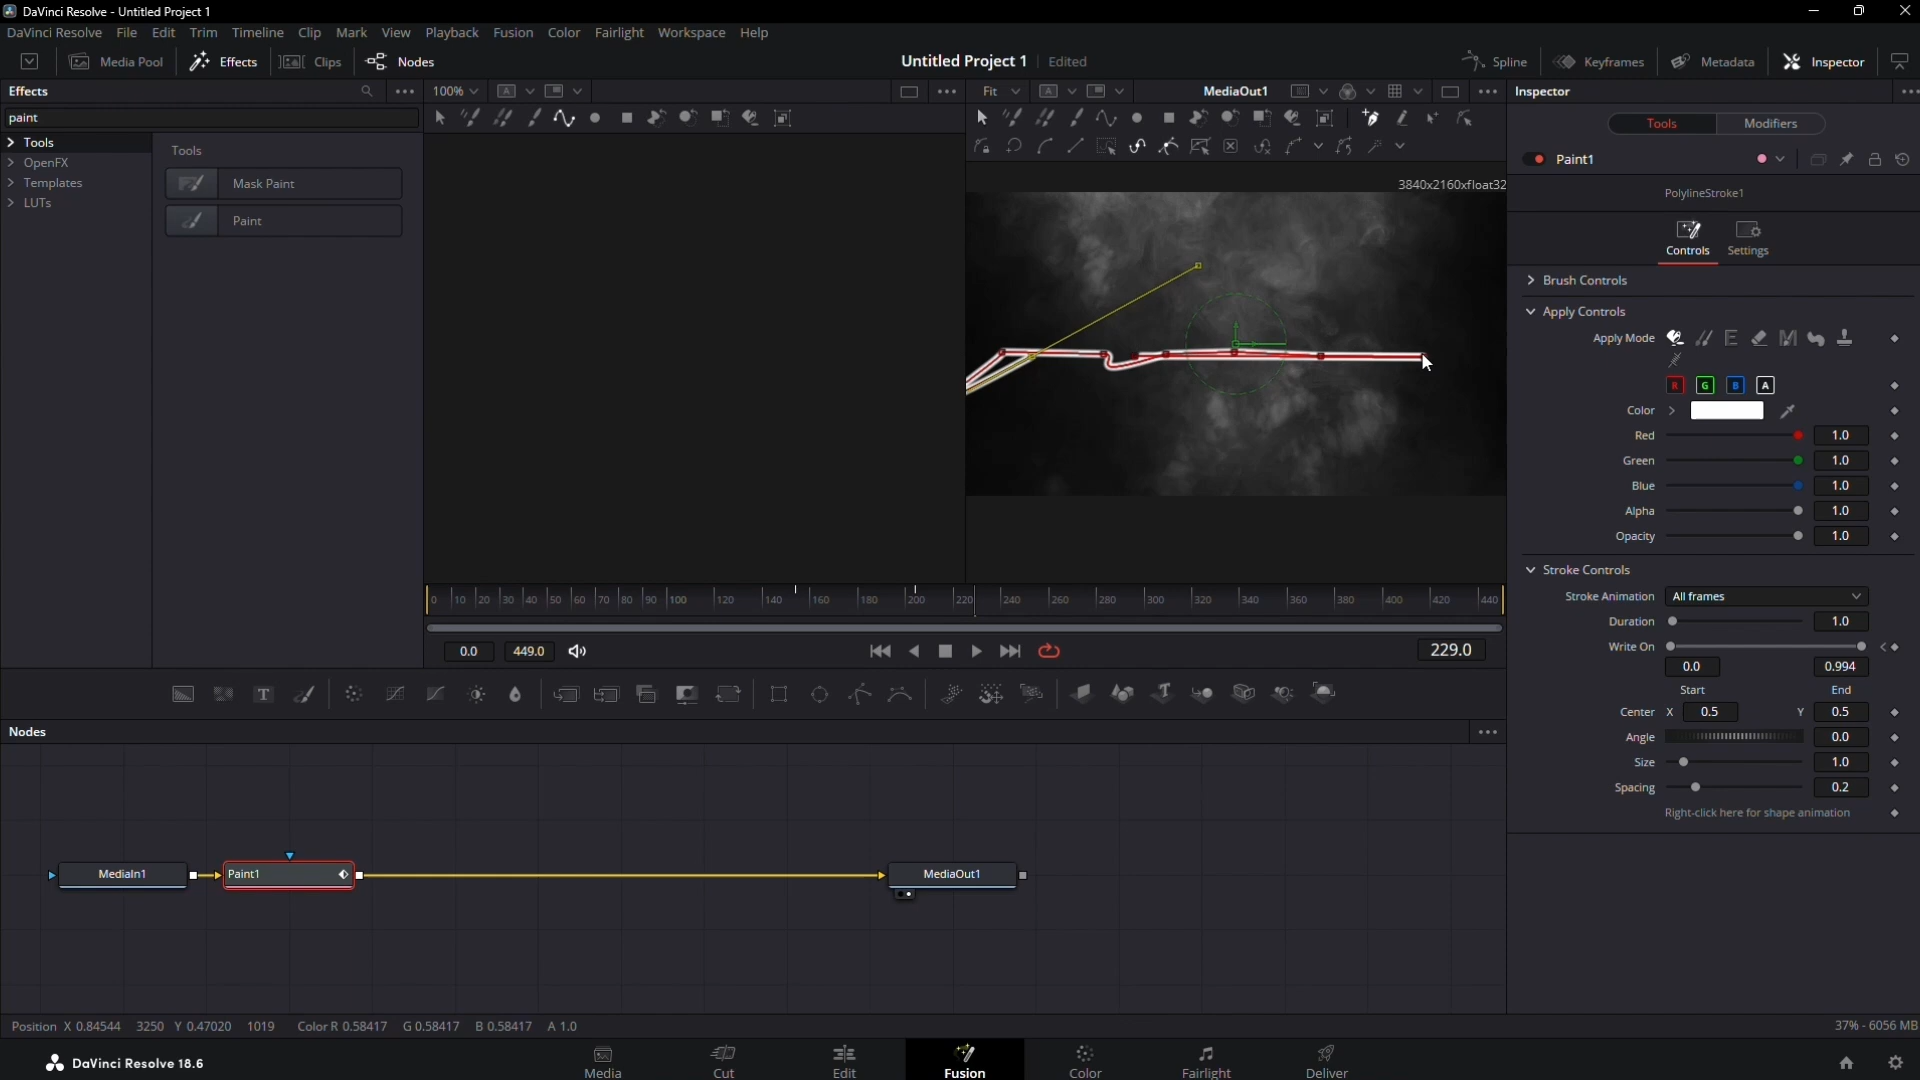 DaVinci Resolve - Untitled Project 1
DaVinci Resolve File Edit Trim Timeline Clip Mark View Playback Fusion Color Fairlight Workspace Help
Media Pool Effects Clips Nodes Untitled Project 1 Edited Spline Keyframes Metadata Inspector
Effects 100% A Fit A MediaOut1 Inspector
paint
Tools Modifiers
Tools
OpenFX
Templates
LUTs
Tools
Mask Paint
Paint
3840x2160xfloat32
Paint1
PolylineStroke1
Controls Settings
Brush Controls
Apply Controls
Apply Mode
R G B A
Color
Red 1.0
Green 1.0
Blue 1.0
Alpha 1.0
Opacity 1.0
Stroke Controls
Stroke Animation All frames
Duration 1.0
Write On
0.0 0.994
Start End
Center X 0.5 Y 0.5
Angle 0.0
Size 1.0
Spacing 0.2
Right-click here for shape animation
0 10 20 30 40 50 60 70 80 90 100 120 140 160 180 200 220 240 260 280 300 320 340 360 380 400 420 440
0.0 449.0 229.0
T
Nodes
MediaIn1 Paint1 MediaOut1
Position X 0.84544 3250 Y 0.47020 1019 Color R 0.58417 G 0.58417 B 0.58417 A 1.0 37% - 6056 MB
DaVinci Resolve 18.6 Media Cut Edit Fusion Color Fairlight Deliver